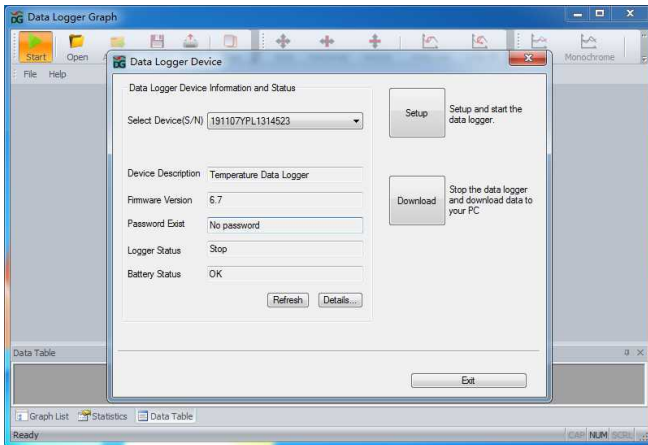 Data Logger Graph
Start
Open
Monochrome
File Help
Data Logger Device
Data Logger Device Information and Status
Select Device(S/N) 191107YPL1314523
Device Description Temperature Data Logger
Firmware Version 6.7
Password Exist No password
Logger Status Stop
Battery Status OK
Refresh Details...
Setup
Setup and start the
data logger.
Download
Stop the data logger
and download data to
your PC
Exit
Data Table
Graph List Statistics Data Table
Ready
CAP NUM SCRL